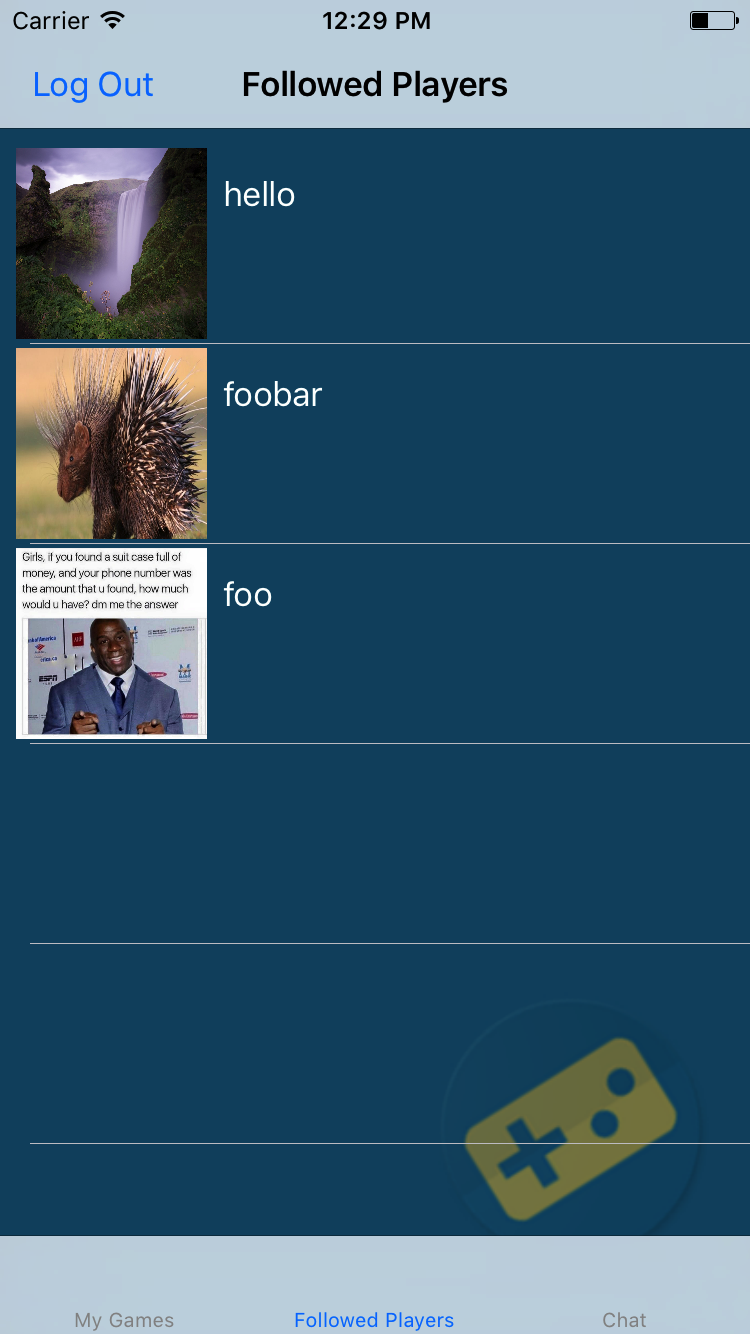 Carrier 12:29 PM
Log Out Followed Players
hello
foobar
Girls, if you found a suit case full of
money, and your phone number was
the amount that u found, how much
would u have? dm me the answer
foo
ESPN
My Games Followed Players Chat